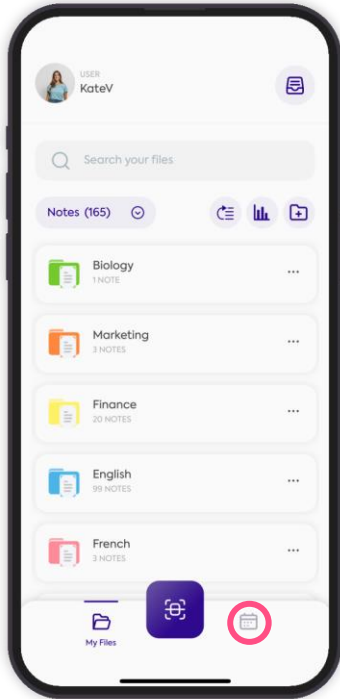 USER
KateV
Search your files
Notes (165)
Biology
1 NOTE
Marketing
3 NOTES
Finance
20 NOTES
English
99 NOTES
French
3 NOTES
My Files